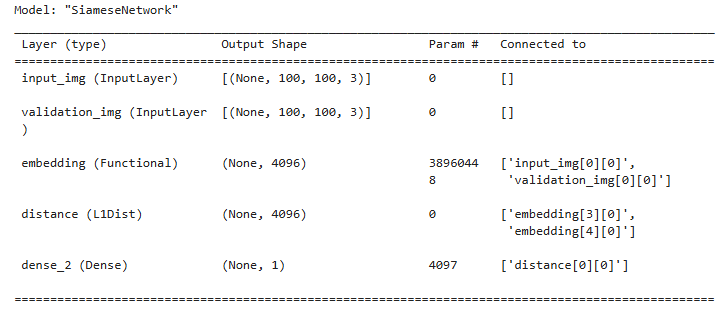 Model: "SiameseNetwork"
Layer (type) Output Shape Param # Connected to
input_img (InputLayer) [(None, 100, 100, 3)] 0 []
validation_img (InputLayer [(None, 100, 100, 3)] 0 []
)
embedding (Functional) (None, 4096) 3896044 ['input_img[0][0]',
8 'validation_img[0][0]']
distance (L1Dist) (None, 4096) 0 ['embedding[3][0]',
'embedding[4][0]']
dense_2 (Dense) (None, 1) 4097 ['distance[0][0]']